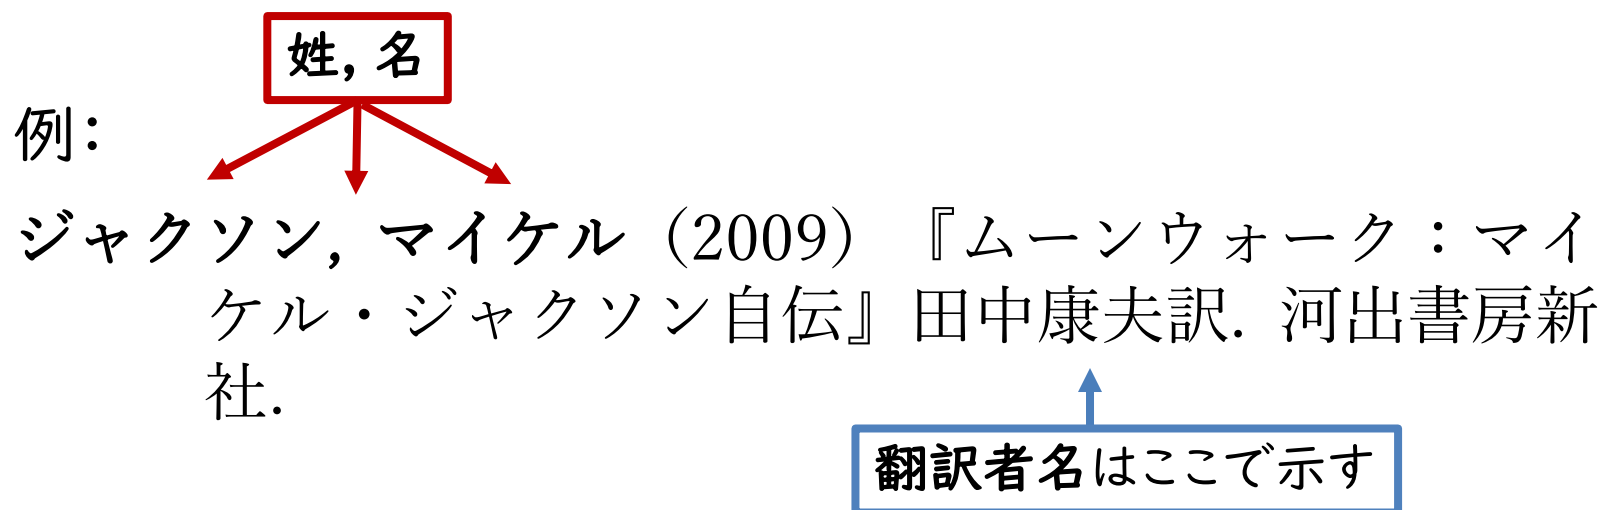 姓, 名
例：
ジャクソン, マイケル（2009）『ムーンウォーク：マイ
ケル・ジャクソン自伝』田中康夫訳. 河出書房新
社.
翻訳者名はここで示す